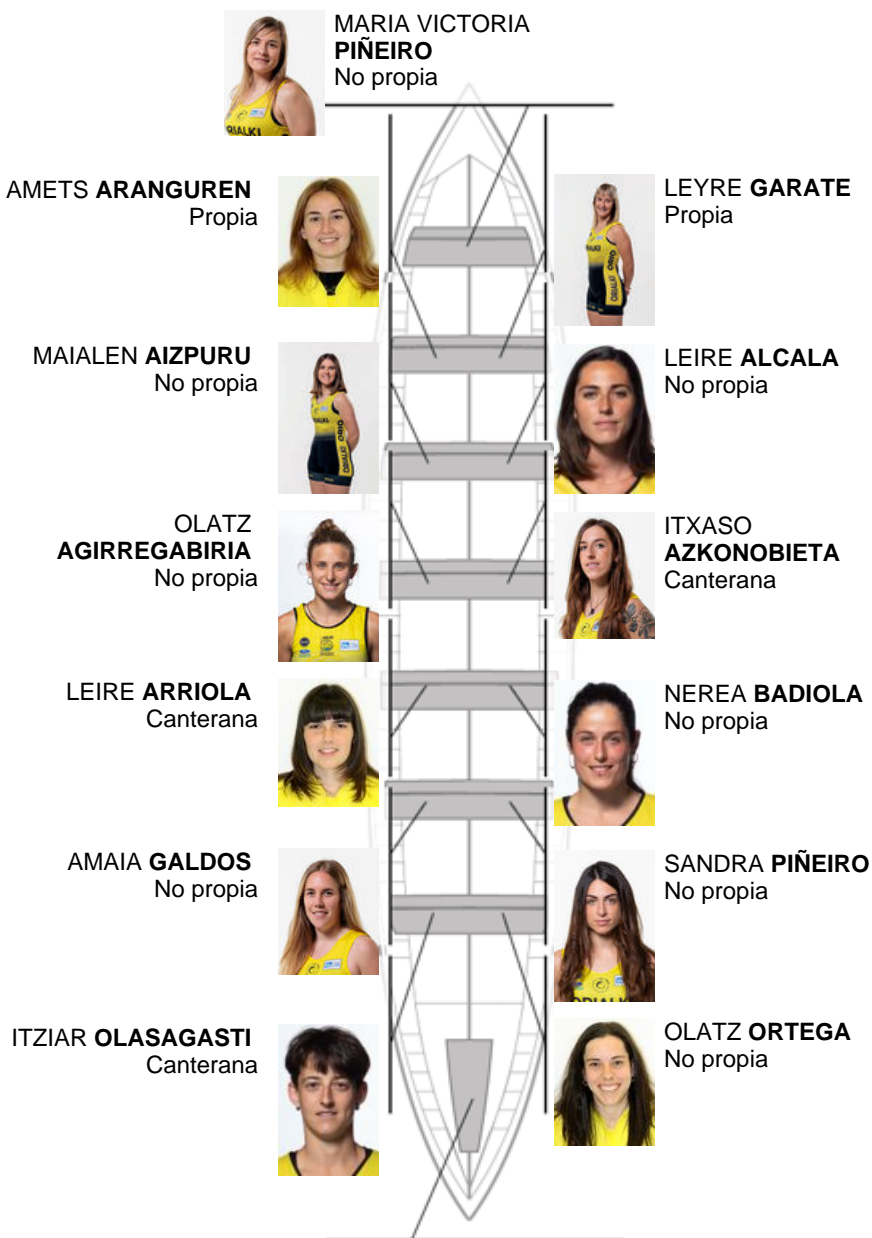 MARIA VICTORIA
PIÑEIRO
No propia
AMETS ARANGUREN
Propia
LEYRE GARATE
Propia
MAIALEN AIZPURU
No propia
LEIRE ALCALA
No propia
OLATZ
AGIRREGABIRIA
No propia
ITXASO
AZKONOBIETA
Canterana
LEIRE ARRIOLA
Canterana
NEREA BADIOLA
No propia
AMAIA GALDOS
No propia
SANDRA PIÑEIRO
No propia
ITZIAR OLASAGASTI
Canterana
OLATZ ORTEGA
No propia